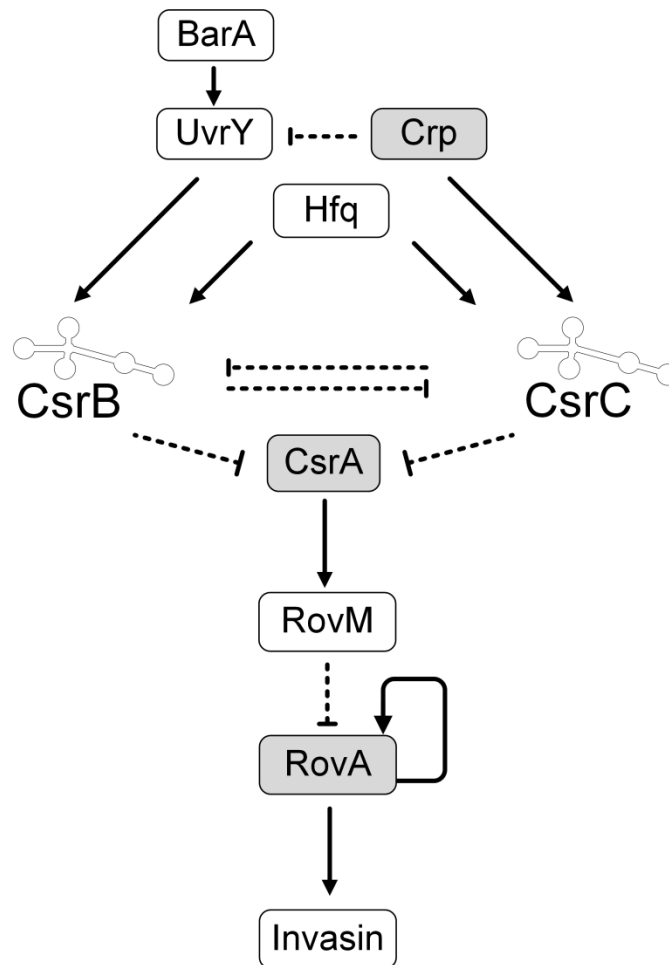 BarA
UvrY
Crp
Hfq
CsrB
CsrC
CsrA
RovM
RovA
Invasin